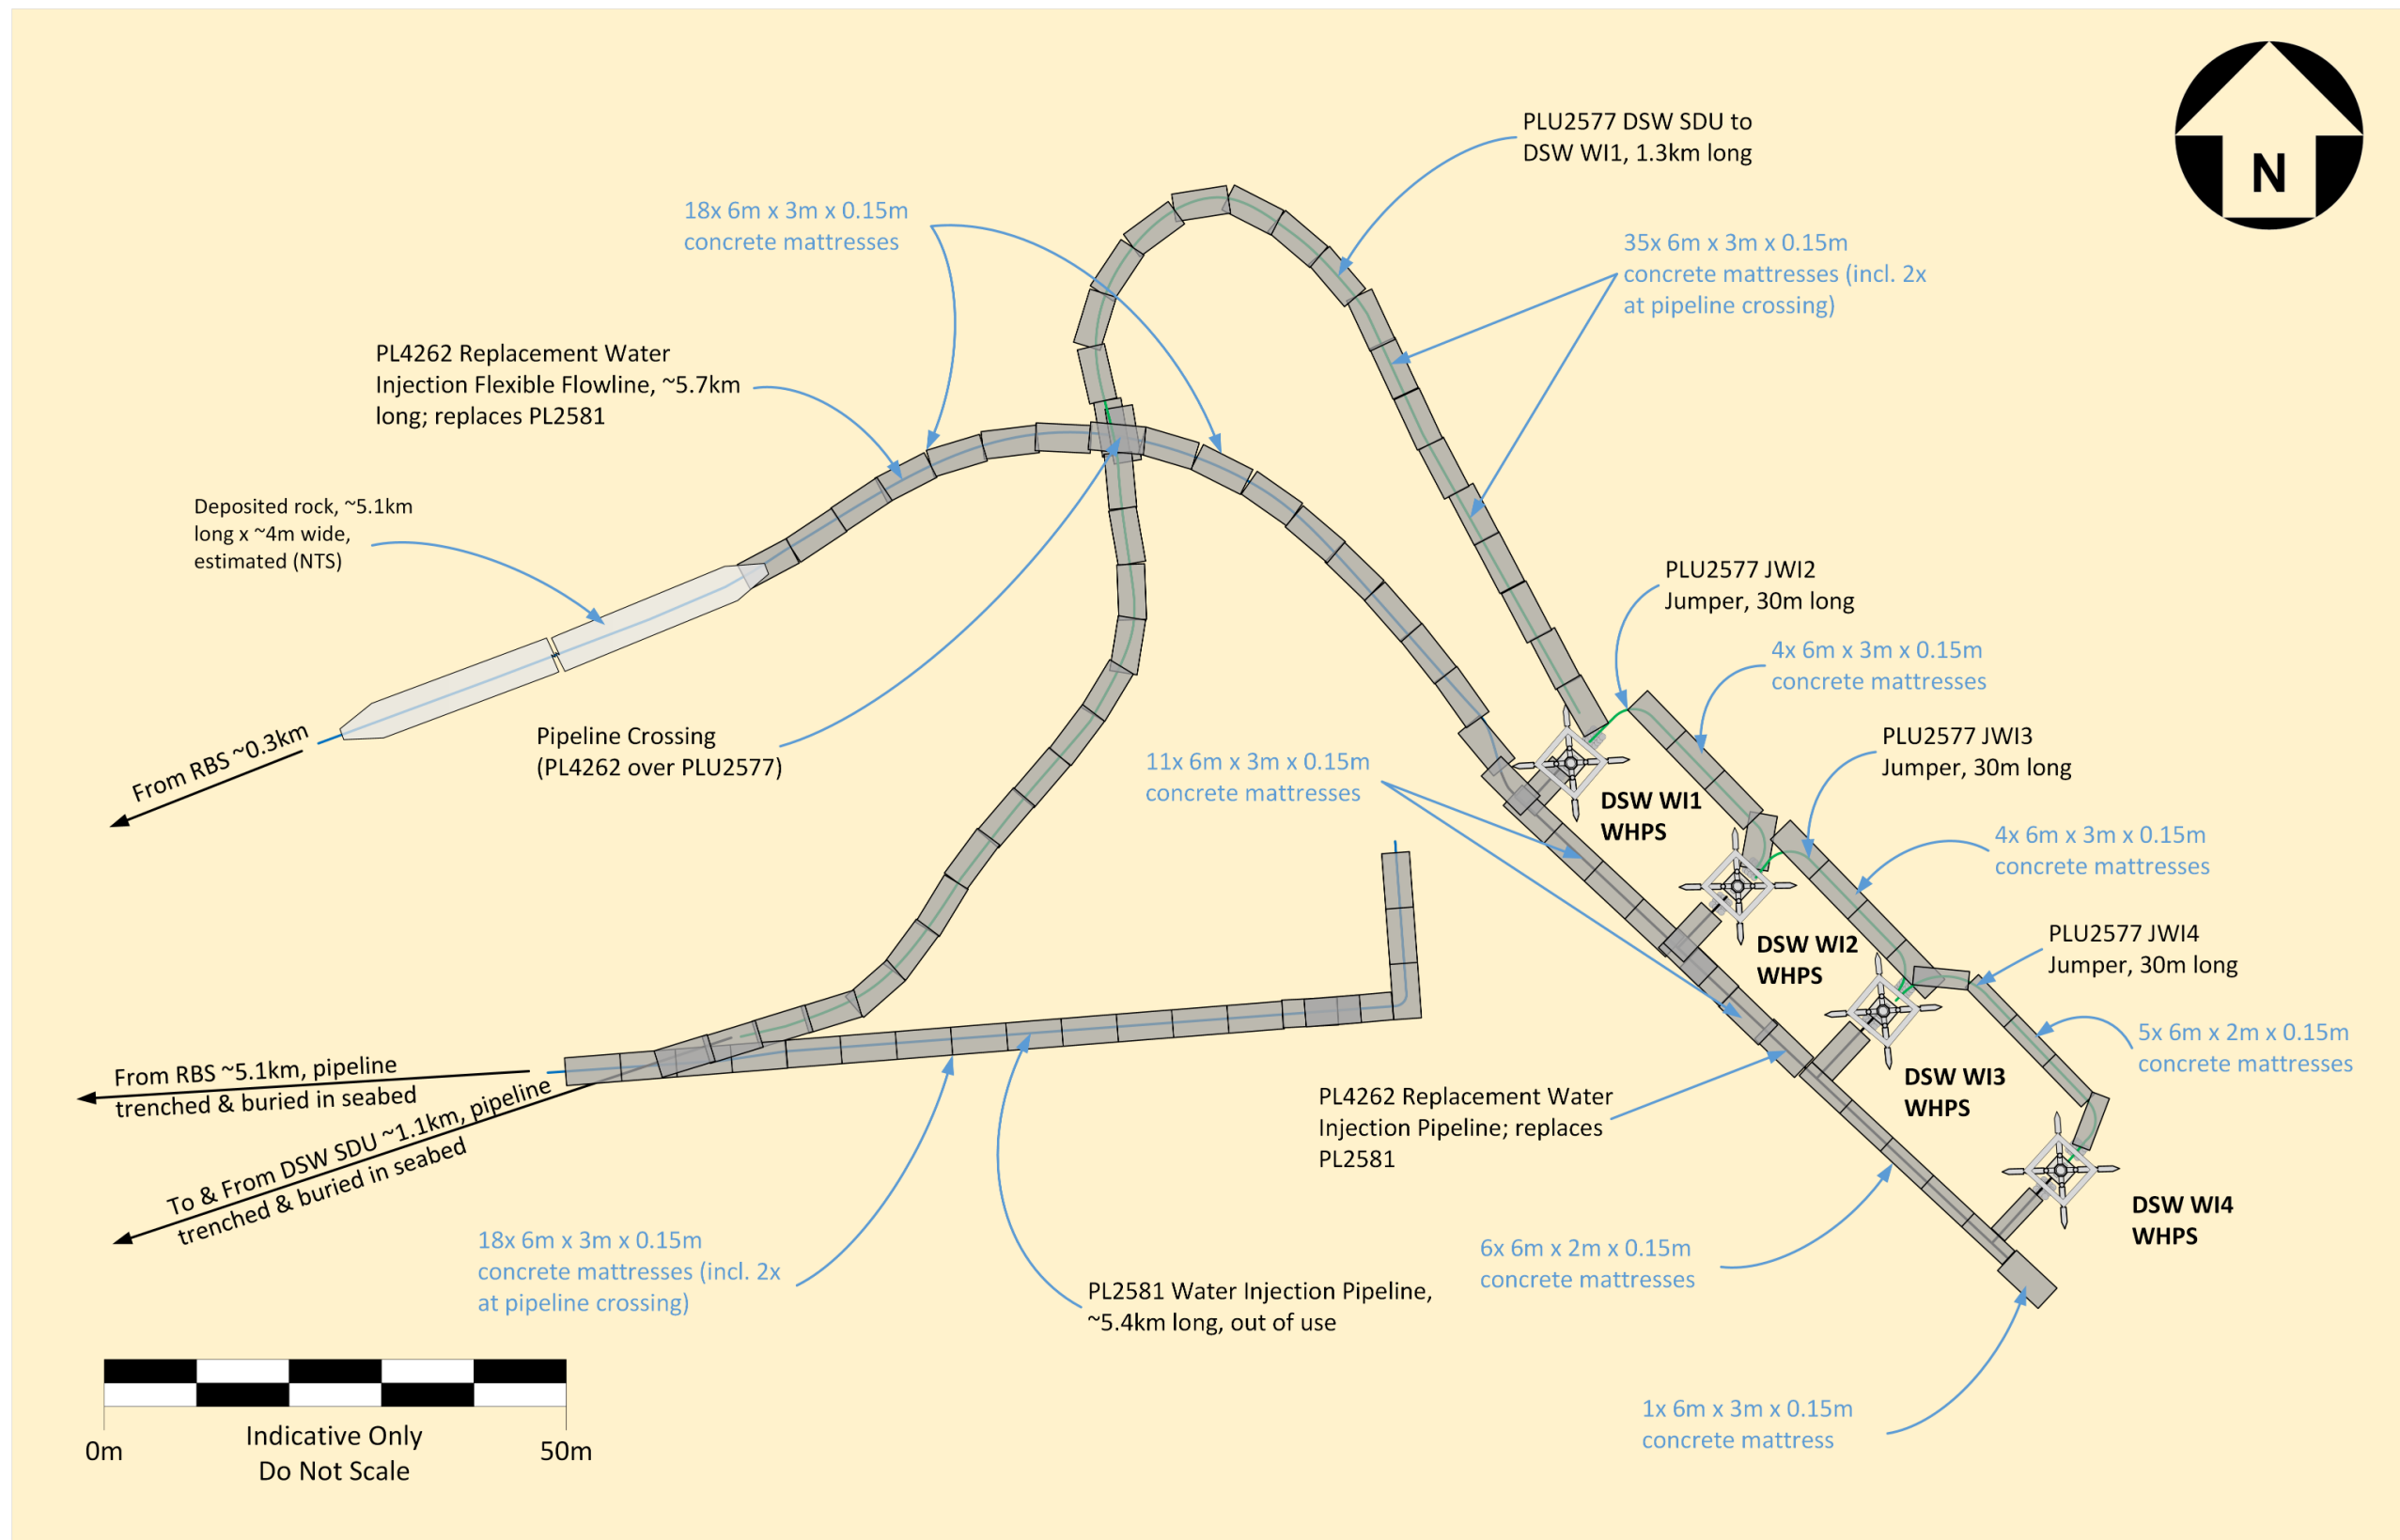 PLU2577 DSW SDU to
DSW WI1, 1.3km long
N
18x 6m x 3m x 0.15m
concrete mattresses
35x 6m x 3m x 0.15m
concrete mattresses (incl. 2x
at pipeline crossing)
PL4262 Replacement Water
Injection Flexible Flowline, ~5.7km
long; replaces PL2581
Deposited rock, ~5.1km
long x ~4m wide,
estimated (NTS)
PLU2577 JWI2
Jumper, 30m long
4x 6m x 3m x 0.15m
concrete mattresses
From RBS ~0.3km
Pipeline Crossing
(PL4262 over PLU2577)
11x 6m x 3m x 0.15m
concrete mattresses
PLU2577 JWI3
Jumper, 30m long
DSW WI1
WHPS
4x 6m x 3m x 0.15m
concrete mattresses
DSW WI2
WHPS
PLU2577 JWI4
Jumper, 30m long
5x 6m x 2m x 0.15m
concrete mattresses
From RBS ~5.1km, pipeline
trenched & buried in seabed
To & From DSW SDU ~1.1km, pipeline
trenched & buried in seabed
DSW WI3
WHPS
PL4262 Replacement Water
Injection Pipeline; replaces
PL2581
DSW WI4
WHPS
18x 6m x 3m x 0.15m
concrete mattresses (incl. 2x
at pipeline crossing)
6x 6m x 2m x 0.15m
concrete mattresses
PL2581 Water Injection Pipeline,
~5.4km long, out of use
1x 6m x 3m x 0.15m
concrete mattress
0m
Indicative Only
Do Not Scale
50m